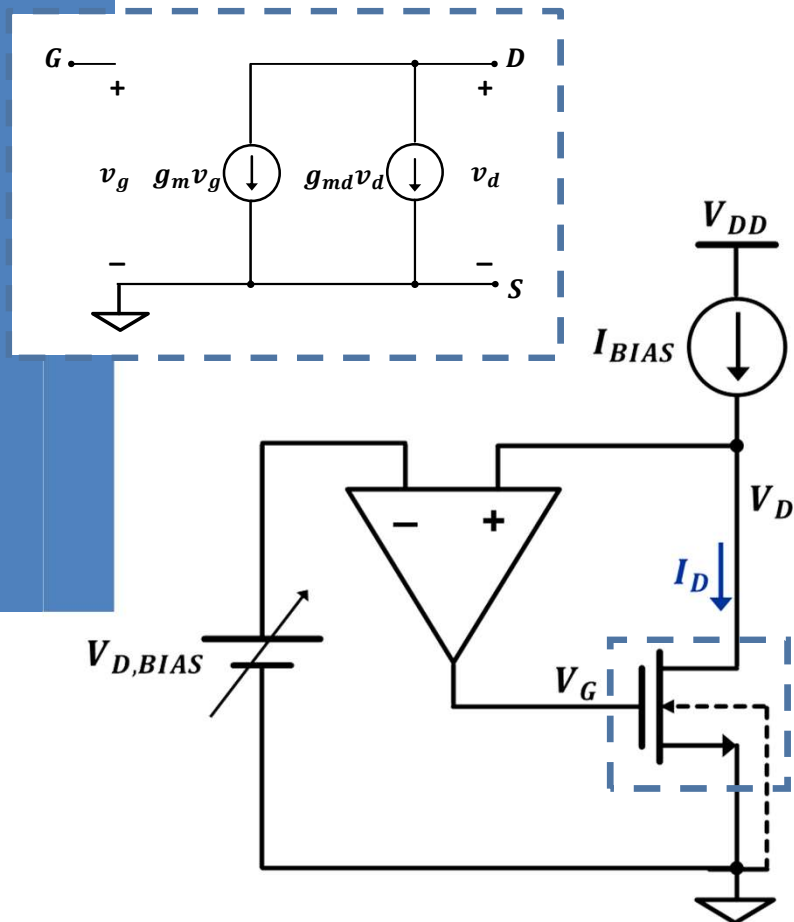 G
D
+
+
v_g
g_m v_g
g_md v_d
v_d
−
−
S
V_DD
I_BIAS
V_D
−
+
I_D
V_D,BIAS
V_G